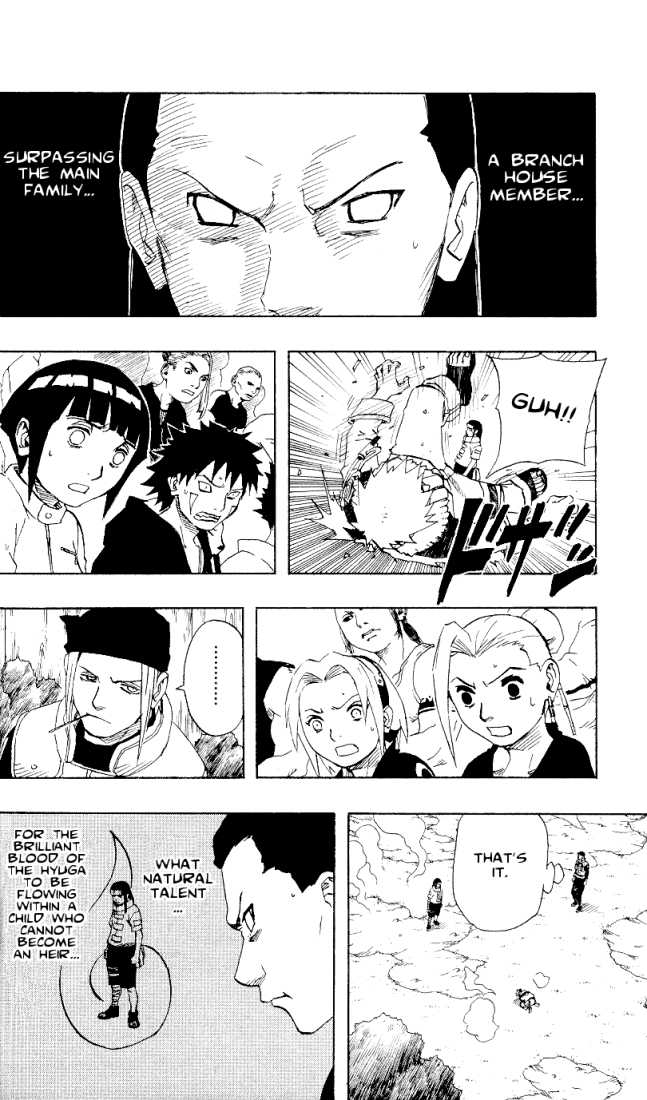 A BRANCH
HOUSE
MEMBER...
SURPASSING
THE MAIN
FAMILY...
GUH!!
ドサッ
.........
THAT'S
IT.
WHAT
NATURAL
TALENT
...
FOR THE
BRILLIANT
BLOOD OF
THE HYUGA
TO BE
FLOWING
WITHIN A
CHILD WHO
CANNOT
BECOME
AN HEIR...